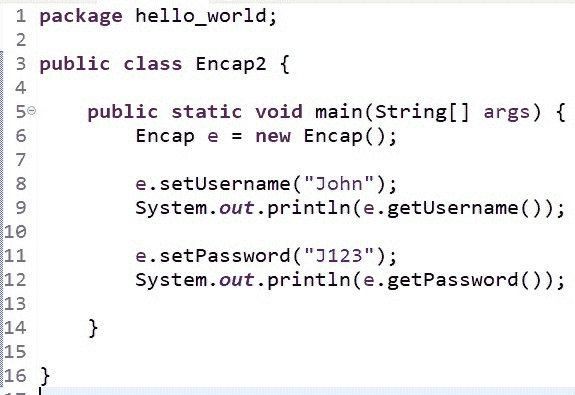 1 package hello_world;
2
3 public class Encap2 {
4
5 public static void main(String[] args) {
6 Encap e = new Encap();
7
8 e.setUsername("John");
9 System.out.println(e.getUsername());
10
11 e.setPassword("J123");
12 System.out.println(e.getPassword());
13
14 }
15
16 }